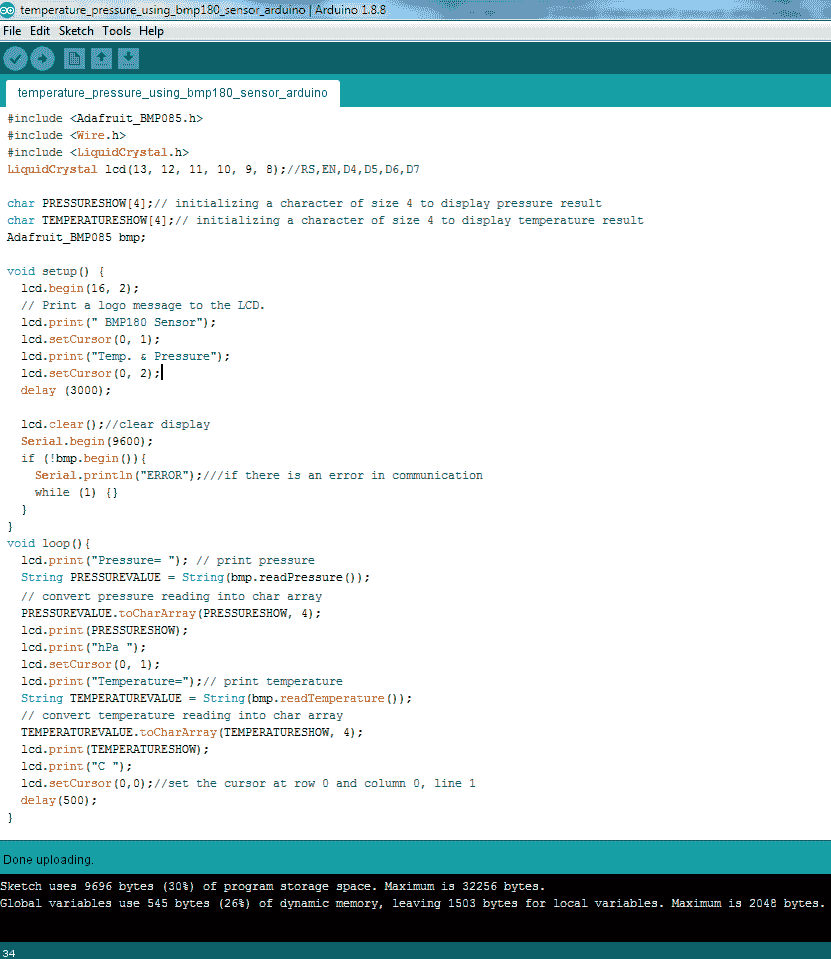 temperature_pressure_using_bmp180_sensor_arduino | Arduino 1.8.8
File Edit Sketch Tools Help
temperature_pressure_using_bmp180_sensor_arduino
#include <Adafruit_BMP085.h>
#include <Wire.h>
#include <LiquidCrystal.h>
LiquidCrystal lcd(13, 12, 11, 10, 9, 8);//RS,EN,D4,D5,D6,D7
char PRESSURESHOW[4];// initializing a character of size 4 to display pressure result
char TEMPERATURESHOW[4];// initializing a character of size 4 to display temperature result
Adafruit_BMP085 bmp;
void setup() {
  lcd.begin(16, 2);
  // Print a logo message to the LCD.
  lcd.print(" BMP180 Sensor");
  lcd.setCursor(0, 1);
  lcd.print("Temp. & Pressure");
  lcd.setCursor(0, 2);
  delay (3000);
  lcd.clear();//clear display
  Serial.begin(9600);
  if (!bmp.begin()){
    Serial.println("ERROR");///if there is an error in communication
    while (1) {}
  }
}
void loop(){
  lcd.print("Pressure= "); // print pressure
  String PRESSUREVALUE = String(bmp.readPressure());
  // convert pressure reading into char array
  PRESSUREVALUE.toCharArray(PRESSURESHOW, 4);
  lcd.print(PRESSURESHOW);
  lcd.print("hPa ");
  lcd.setCursor(0, 1);
  lcd.print("Temperature=");// print temperature
  String TEMPERATUREVALUE = String(bmp.readTemperature());
  // convert temperature reading into char array
  TEMPERATUREVALUE.toCharArray(TEMPERATURESHOW, 4);
  lcd.print(TEMPERATURESHOW);
  lcd.print("C ");
  lcd.setCursor(0,0);//set the cursor at row 0 and column 0, line 1
  delay(500);
}
Done uploading.
Sketch uses 9696 bytes (30%) of program storage space. Maximum is 32256 bytes.
Global variables use 545 bytes (26%) of dynamic memory, leaving 1503 bytes for local variables. Maximum is 2048 bytes.
34